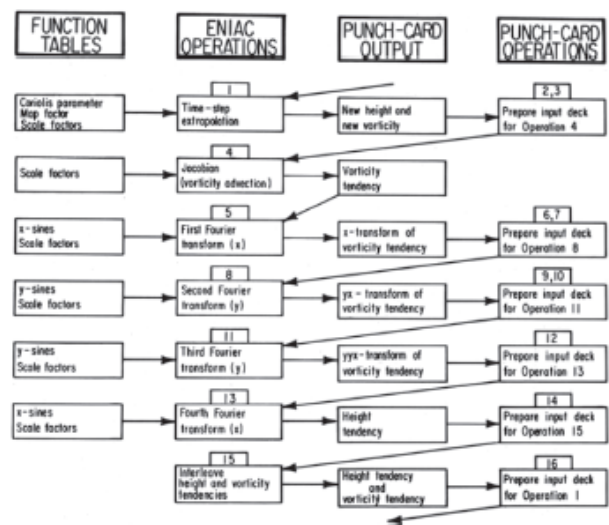 FUNCTION
TABLES
ENIAC
OPERATIONS
PUNCH-CARD
OUTPUT
PUNCH-CARD
OPERATIONS
Coriolis parameter
Map factor
Scale factors
1
Time-step
extrapolation
New height and
new vorticity
2,3
Prepare input deck
for Operation 4
Scale factors
4
Jacobian
(vorticity advection)
Vorticity
tendency
x-sines
Scale factors
5
First Fourier
transform (x)
x-transform of
vorticity tendency
6,7
Prepare input deck
for Operation 8
y-sines
Scale factors
8
Second Fourier
transform (y)
yx-transform of
vorticity tendency
9,10
Prepare input deck
for Operation 11
y-sines
Scale factors
11
Third Fourier
transform (y)
yyx-transform of
vorticity tendency
12
Prepare input deck
for Operation 13
x-sines
Scale factors
13
Fourth Fourier
transform (x)
Height
tendency
14
Prepare input deck
for Operation 15
15
Interleave
height and vorticity
tendencies
Height tendency
and
vorticity tendency
16
Prepare input deck
for Operation 1